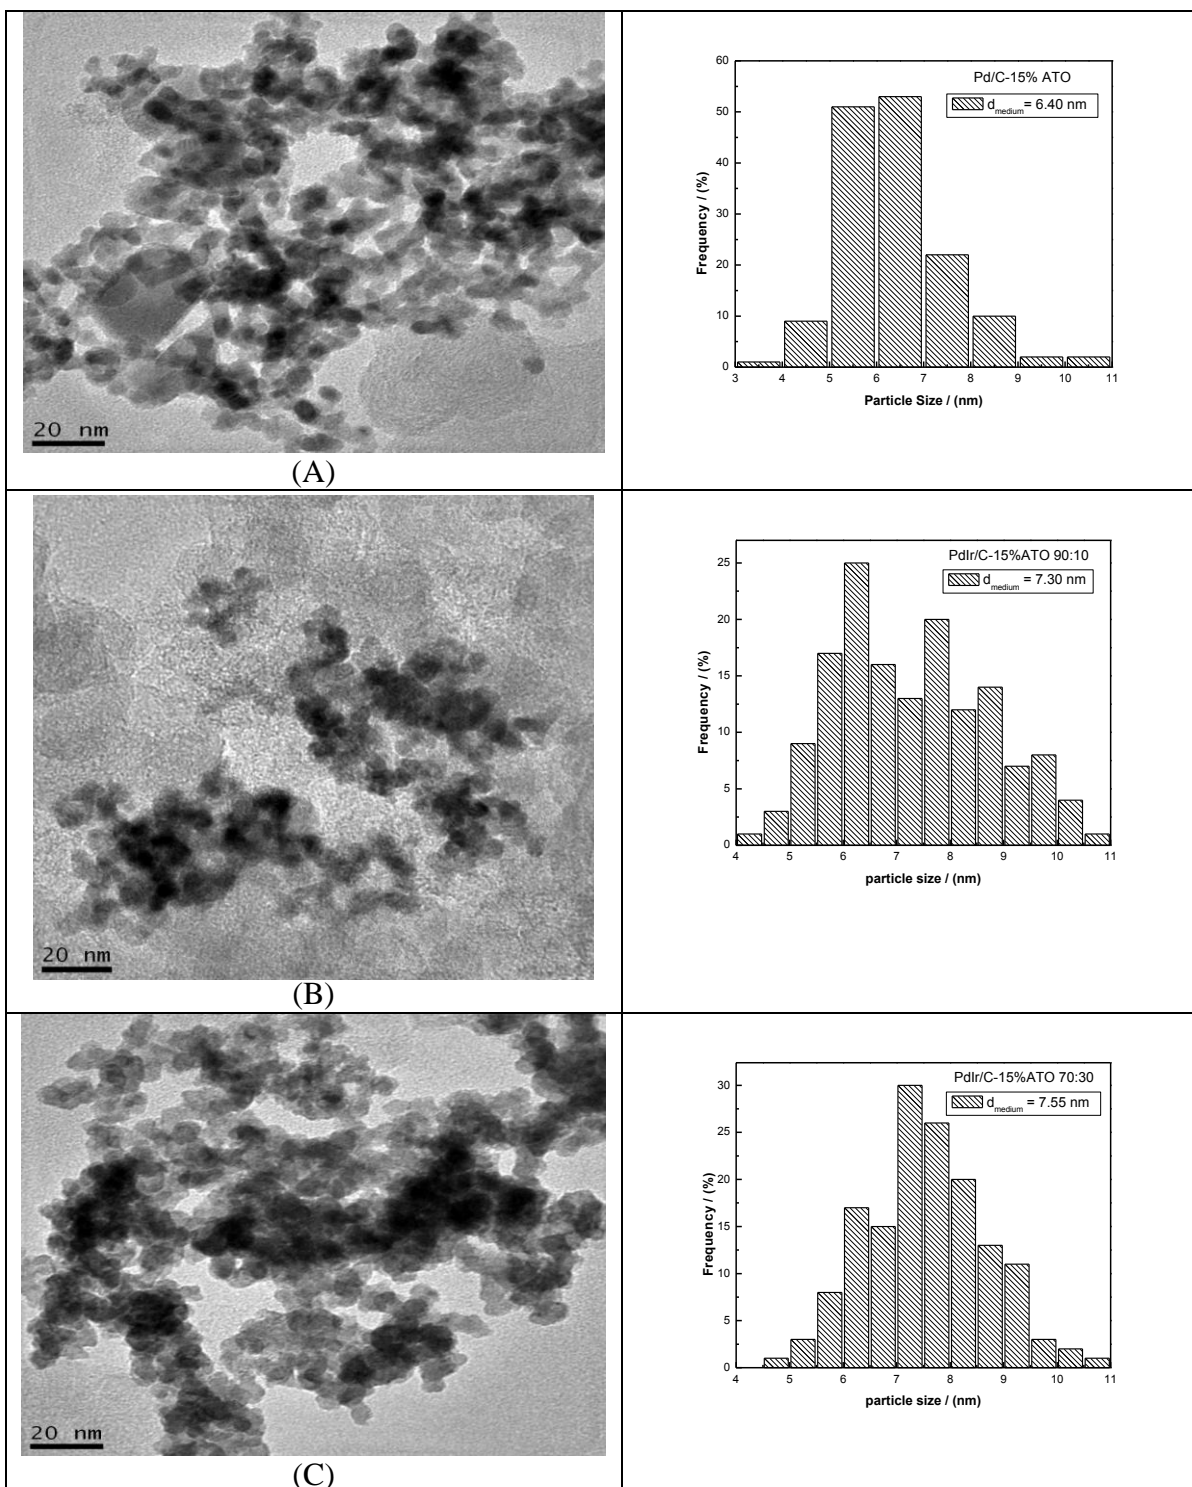 20 nm
(A)
60
50
40
30
20
10
0
Frequency / (%)
Pd/C-15% ATO
d_medium = 6.40 nm
3 4 5 6 7 8 9 10 11
Particle Size / (nm)
20 nm
(B)
25
20
15
10
5
0
Frequency / (%)
PdIr/C-15%ATO 90:10
d_medium = 7.30 nm
4 5 6 7 8 9 10 11
particle size / (nm)
20 nm
(C)
30
25
20
15
10
5
0
Frequency / (%)
PdIr/C-15%ATO 70:30
d_medium = 7.55 nm
4 5 6 7 8 9 10 11
particle size / (nm)